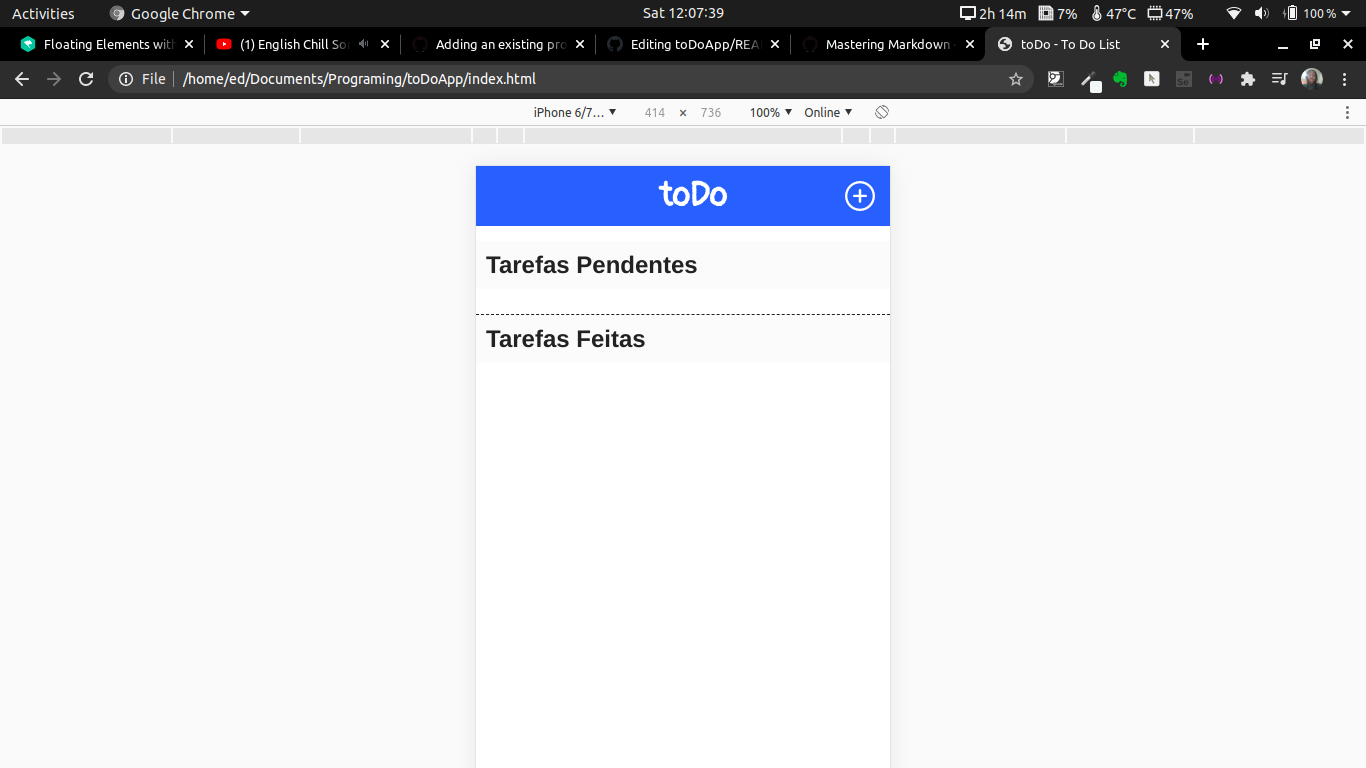 Activities Google Chrome Sat 12:07:39 2h 14m 7% 47°C 47% 100 %
Floating Elements with (1) English Chill So Adding an existing pro Editing toDoApp/REA Mastering Markdown toDo - To Do List
File /home/ed/Documents/Programing/toDoApp/index.html
iPhone 6/7... 414 × 736 100% Online
toDo
Tarefas Pendentes
Tarefas Feitas